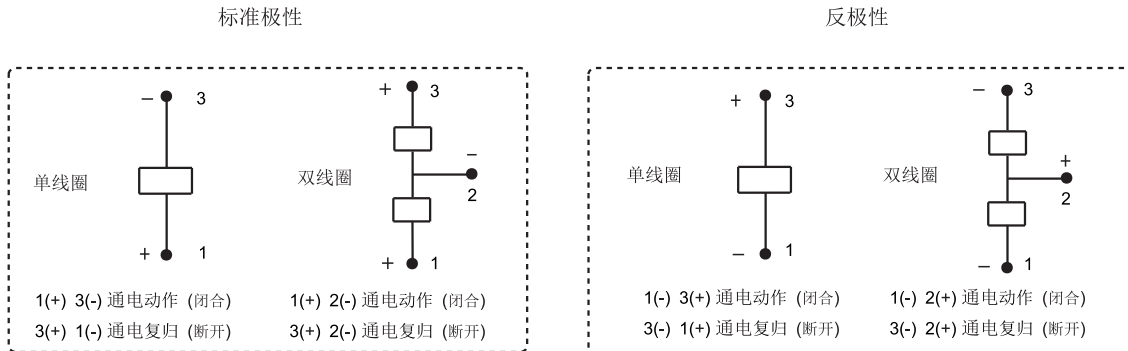 标准极性
反极性
− 3
+ 3
单线圈
双线圈
−
2
+ 1
+ 1
1(+) 3(-) 通电动作 (闭合)
3(+) 1(-) 通电复归 (断开)
1(+) 2(-) 通电动作 (闭合)
3(+) 2(-) 通电复归 (断开)
+ 3
− 3
单线圈
双线圈
+
2
− 1
− 1
1(-) 3(+) 通电动作 (闭合)
3(-) 1(+) 通电复归 (断开)
1(-) 2(+) 通电动作 (闭合)
3(-) 2(+) 通电复归 (断开)